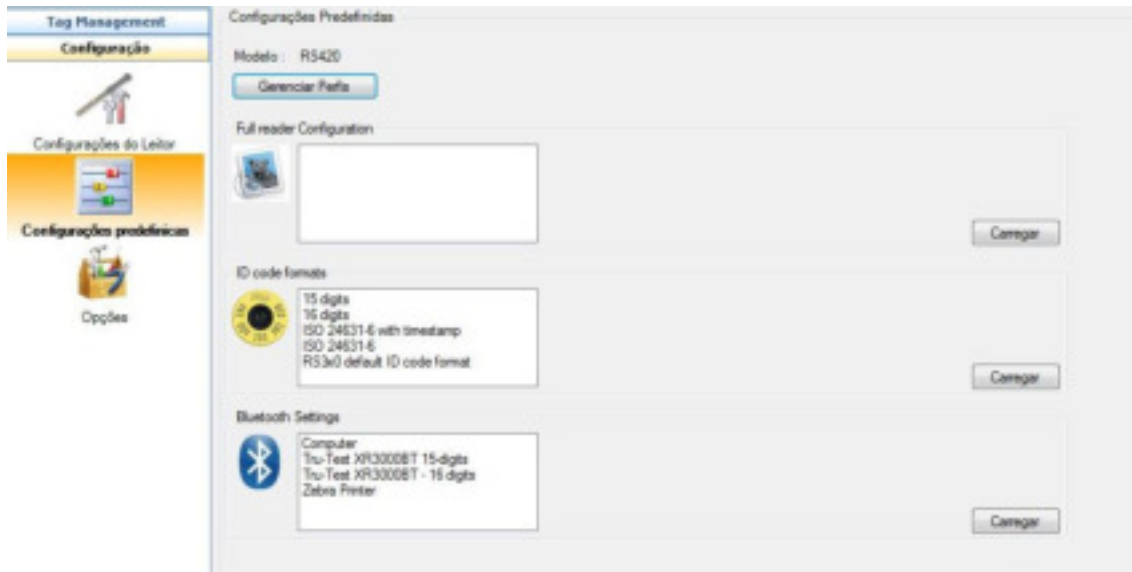 Tag Management
Configuração
Configurações do Leitor
Configurações predefinicas
Opções
Configurações Predefinidas
Modelo : RS420
Gerenciar Perfis
Full reader Configuration
Carregar
ID code formats
15 digits
16 digits
ISO 24631-6 with timestamp
ISO 24631-6
RS3x0 default ID code format
Carregar
Bluetooth Settings
Computer
Tru-Test XR3000BT 15-digits
Tru-Test XR3000BT - 16 digits
Zebra Printer
Carregar